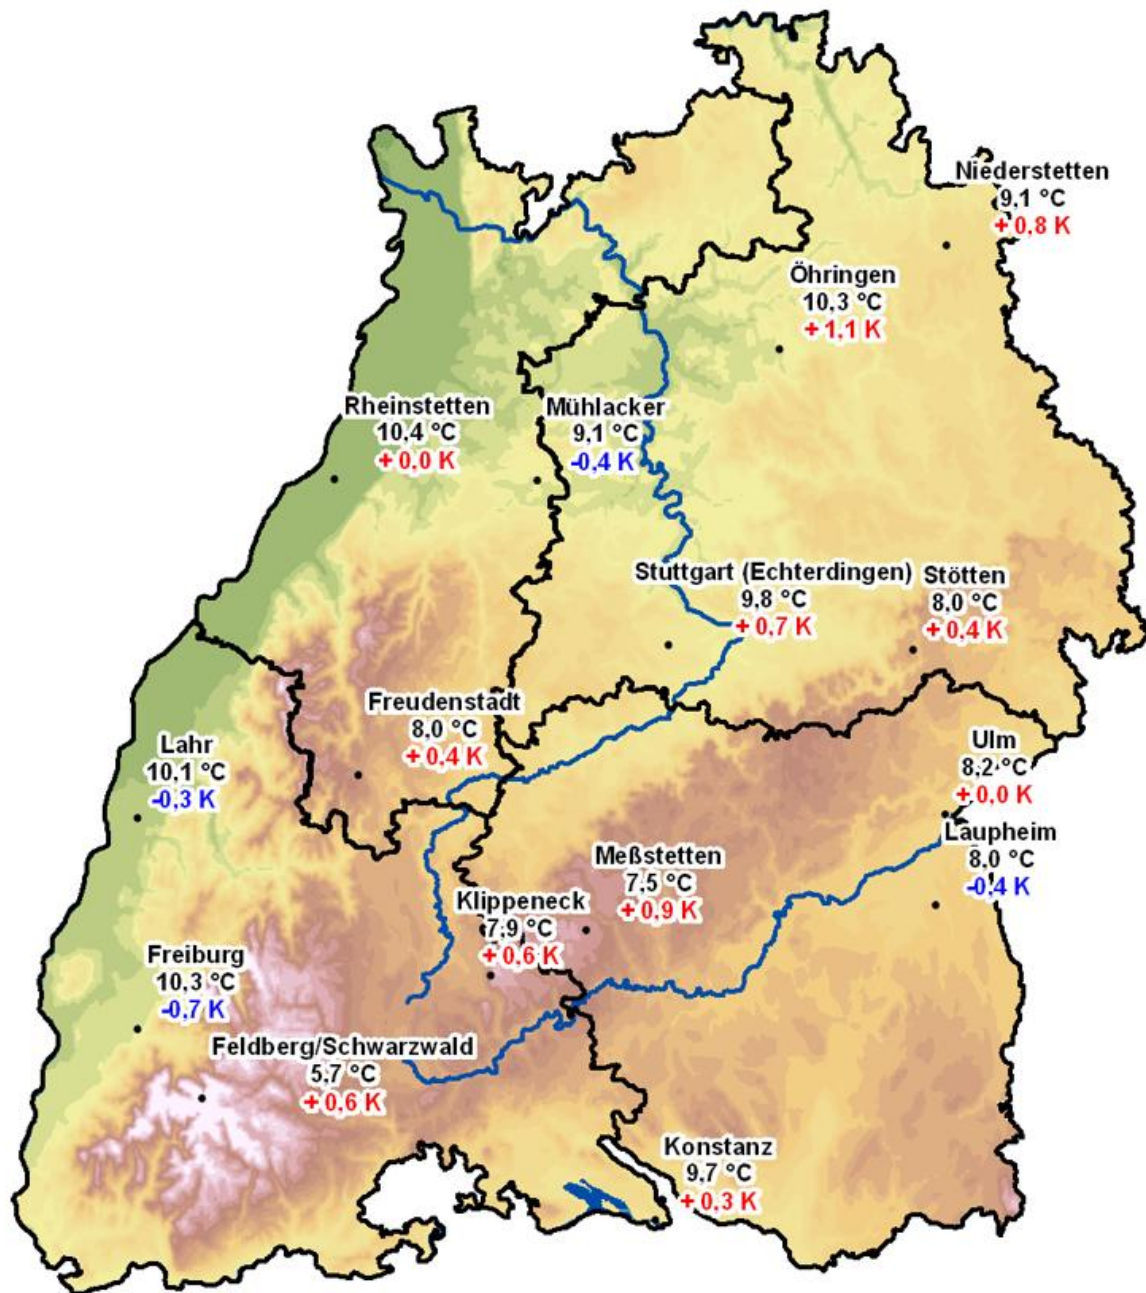 Niederstetten
9,1 °C
+ 0,8 K
Öhringen
10,3 °C
+ 1,1 K
Rheinstetten
10,4 °C
+ 0,0 K
Mühlacker
9,1 °C
-0,4 K
Stuttgart (Echterdingen)
9,8 °C
+ 0,7 K
Stötten
8,0 °C
+ 0,4 K
Freudenstadt
8,0 °C
+ 0,4 K
Lahr
10,1 °C
-0,3 K
Ulm
8,2 °C
+ 0,0 K
Laupheim
8,0 °C
-0,4 K
Meßstetten
7,5 °C
+ 0,9 K
Klippeneck
7,9 °C
+ 0,6 K
Freiburg
10,3 °C
-0,7 K
Feldberg/Schwarzwald
5,7 °C
+ 0,6 K
Konstanz
9,7 °C
+ 0,3 K